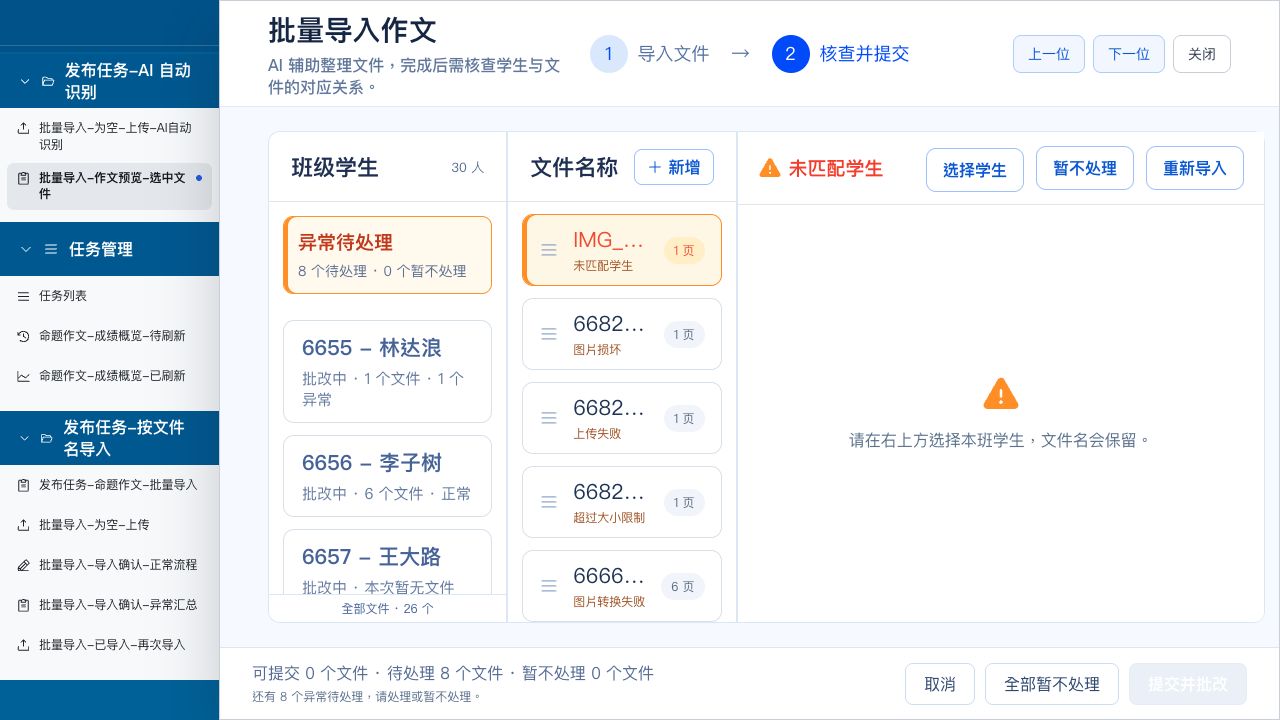 发布任务–AI 自动
识别
批量导入–为空–上传–AI自动
识别
批量导入–作文预览–选中文
件
任务管理
任务列表
命题作文–成绩概览–待刷新
命题作文–成绩概览–已刷新
发布任务–按文件
名导入
发布任务–命题作文–批量导入
批量导入–为空–上传
批量导入–导入确认–正常流程
批量导入–导入确认–异常汇总
批量导入–已导入–再次导入
批量导入作文
AI 辅助整理文件，完成后需核查学生与文
件的对应关系。
1 导入文件 → 2 核查并提交
上一位 下一位 关闭
班级学生 30 人
异常待处理
8 个待处理 · 0 个暂不处理
6655 – 林达浪
批改中 · 1 个文件 · 1 个
异常
6656 – 李子树
批改中 · 6 个文件 · 正常
6657 – 王大路
批改中 · 本次暂无文件
全部文件 · 26 个
文件名称 + 新增
IMG_... 1 页
未匹配学生
6682... 1 页
图片损坏
6682... 1 页
上传失败
6682... 1 页
超过大小限制
6666... 6 页
图片转换失败
未匹配学生 选择学生 暂不处理 重新导入
请在右上方选择本班学生，文件名会保留。
可提交 0 个文件 · 待处理 8 个文件 · 暂不处理 0 个文件
还有 8 个异常待处理，请处理或暂不处理。
取消 全部暂不处理 提交并批改